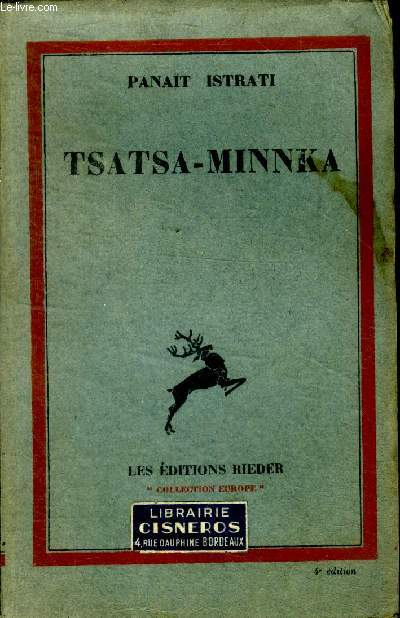 Le-livre.com
PANAÏT ISTRATI
TSATSA-MINNKA
LES ÉDITIONS RIEDER
" COLLECTION EUROPE "
LIBRAIRIE
CISNEROS
4, RUE DAUPHINE BORDEAUX
4e édition